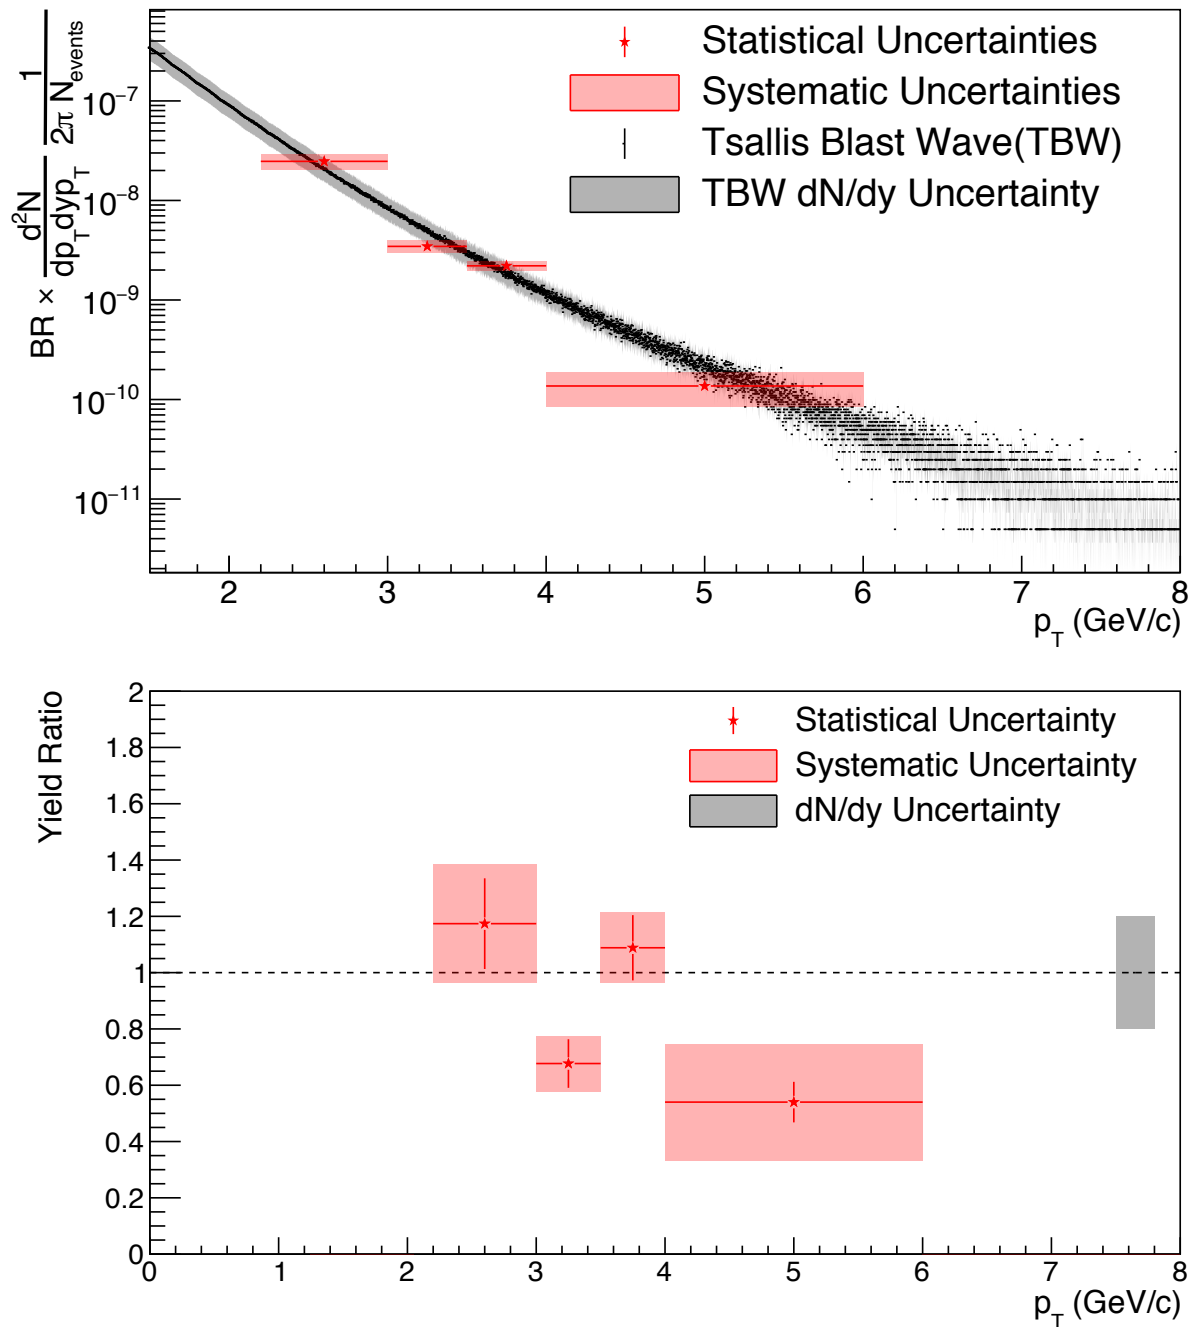 BR × d²N/dp_T dyp_T 1/2π N_events
10⁻⁷
10⁻⁸
10⁻⁹
10⁻¹⁰
10⁻¹¹
Statistical Uncertainties
Systematic Uncertainties
Tsallis Blast Wave(TBW)
TBW dN/dy Uncertainty
2 3 4 5 6 7 8
p_T (GeV/c)
Yield Ratio
2
1.8
1.6
1.4
1.2
1
0.8
0.6
0.4
0.2
0
Statistical Uncertainty
Systematic Uncertainty
dN/dy Uncertainty
0 1 2 3 4 5 6 7 8
p_T (GeV/c)